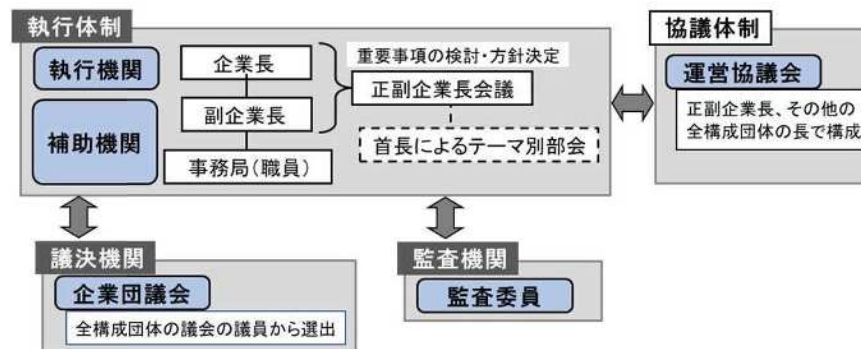 執行体制
執行機関
補助機関
企業長
副企業長
事務局(職員)
重要事項の検討・方針決定
正副企業長会議
首長によるテーマ別部会
協議体制
運営協議会
正副企業長、その他の
全構成団体の長で構成
議決機関
企業団議会
全構成団体の議会の議員から選出
監査機関
監査委員